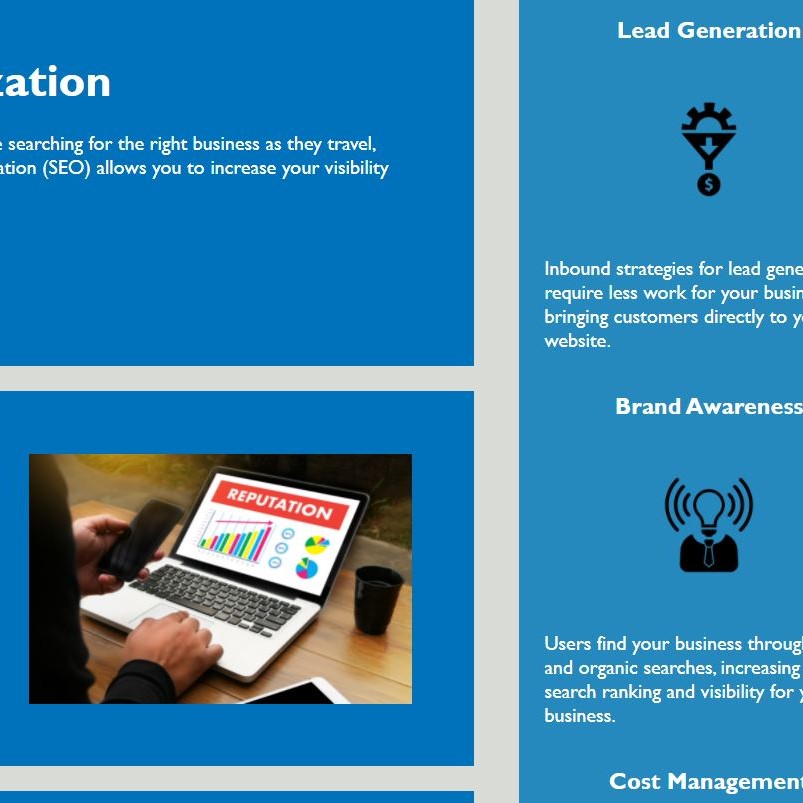 zation
searching for the right business as they travel,
ation (SEO) allows you to increase your visibility
REPUTATION
Lead Generation
$
Inbound strategies for lead gene
require less work for your busin
bringing customers directly to y
website.
Brand Awareness
Users find your business through
and organic searches, increasing
search ranking and visibility for y
business.
Cost Management